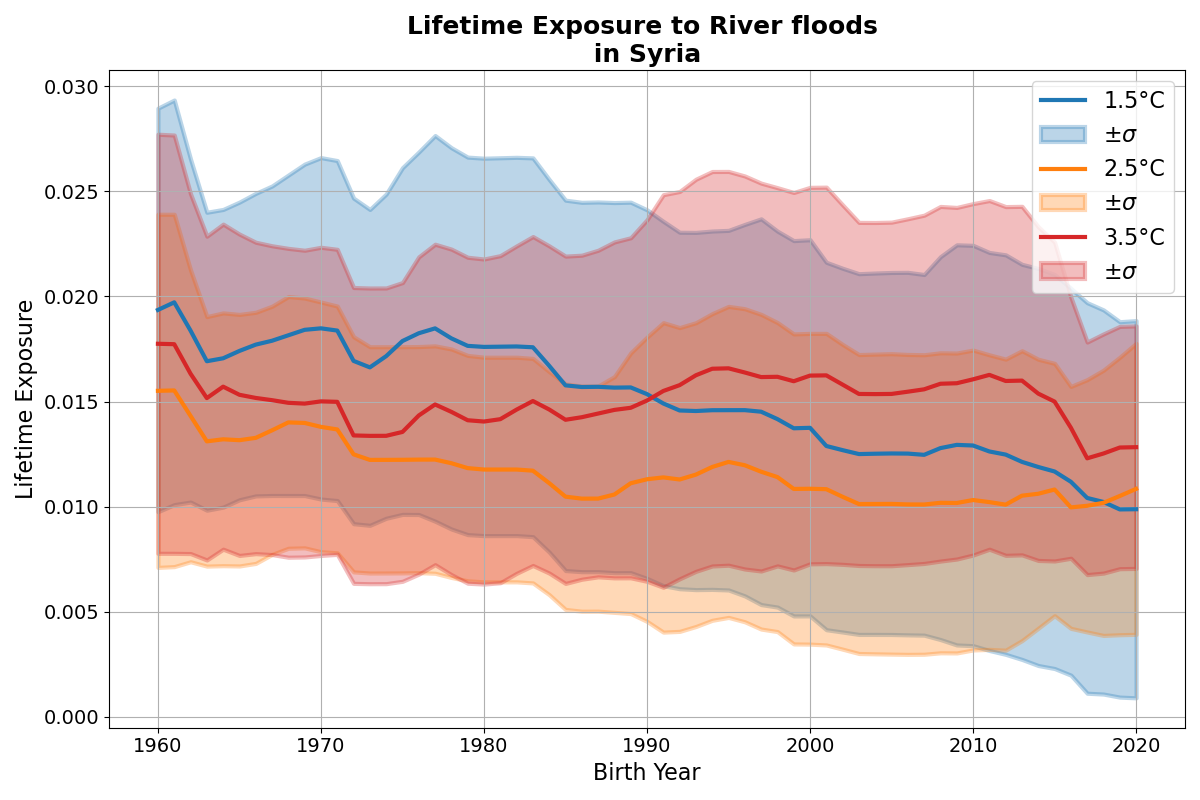 Lifetime Exposure to River floods
in Syria
Lifetime Exposure
0.030
0.025
0.020
0.015
0.010
0.005
0.000
1960
1970
1980
1990
2000
2010
2020
Birth Year
1.5°C
±σ
2.5°C
±σ
3.5°C
±σ